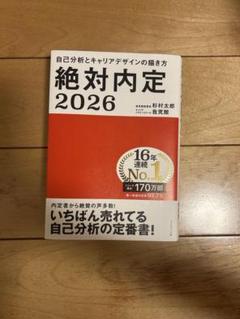 自己分析とキャリアデザインの描き方
絶対内定
2026
杉村太郎
我究館
16年
連続
No.1
170万部
内定者から絶賛の声多数!
いちばん売れてる
自己分析の定番書!